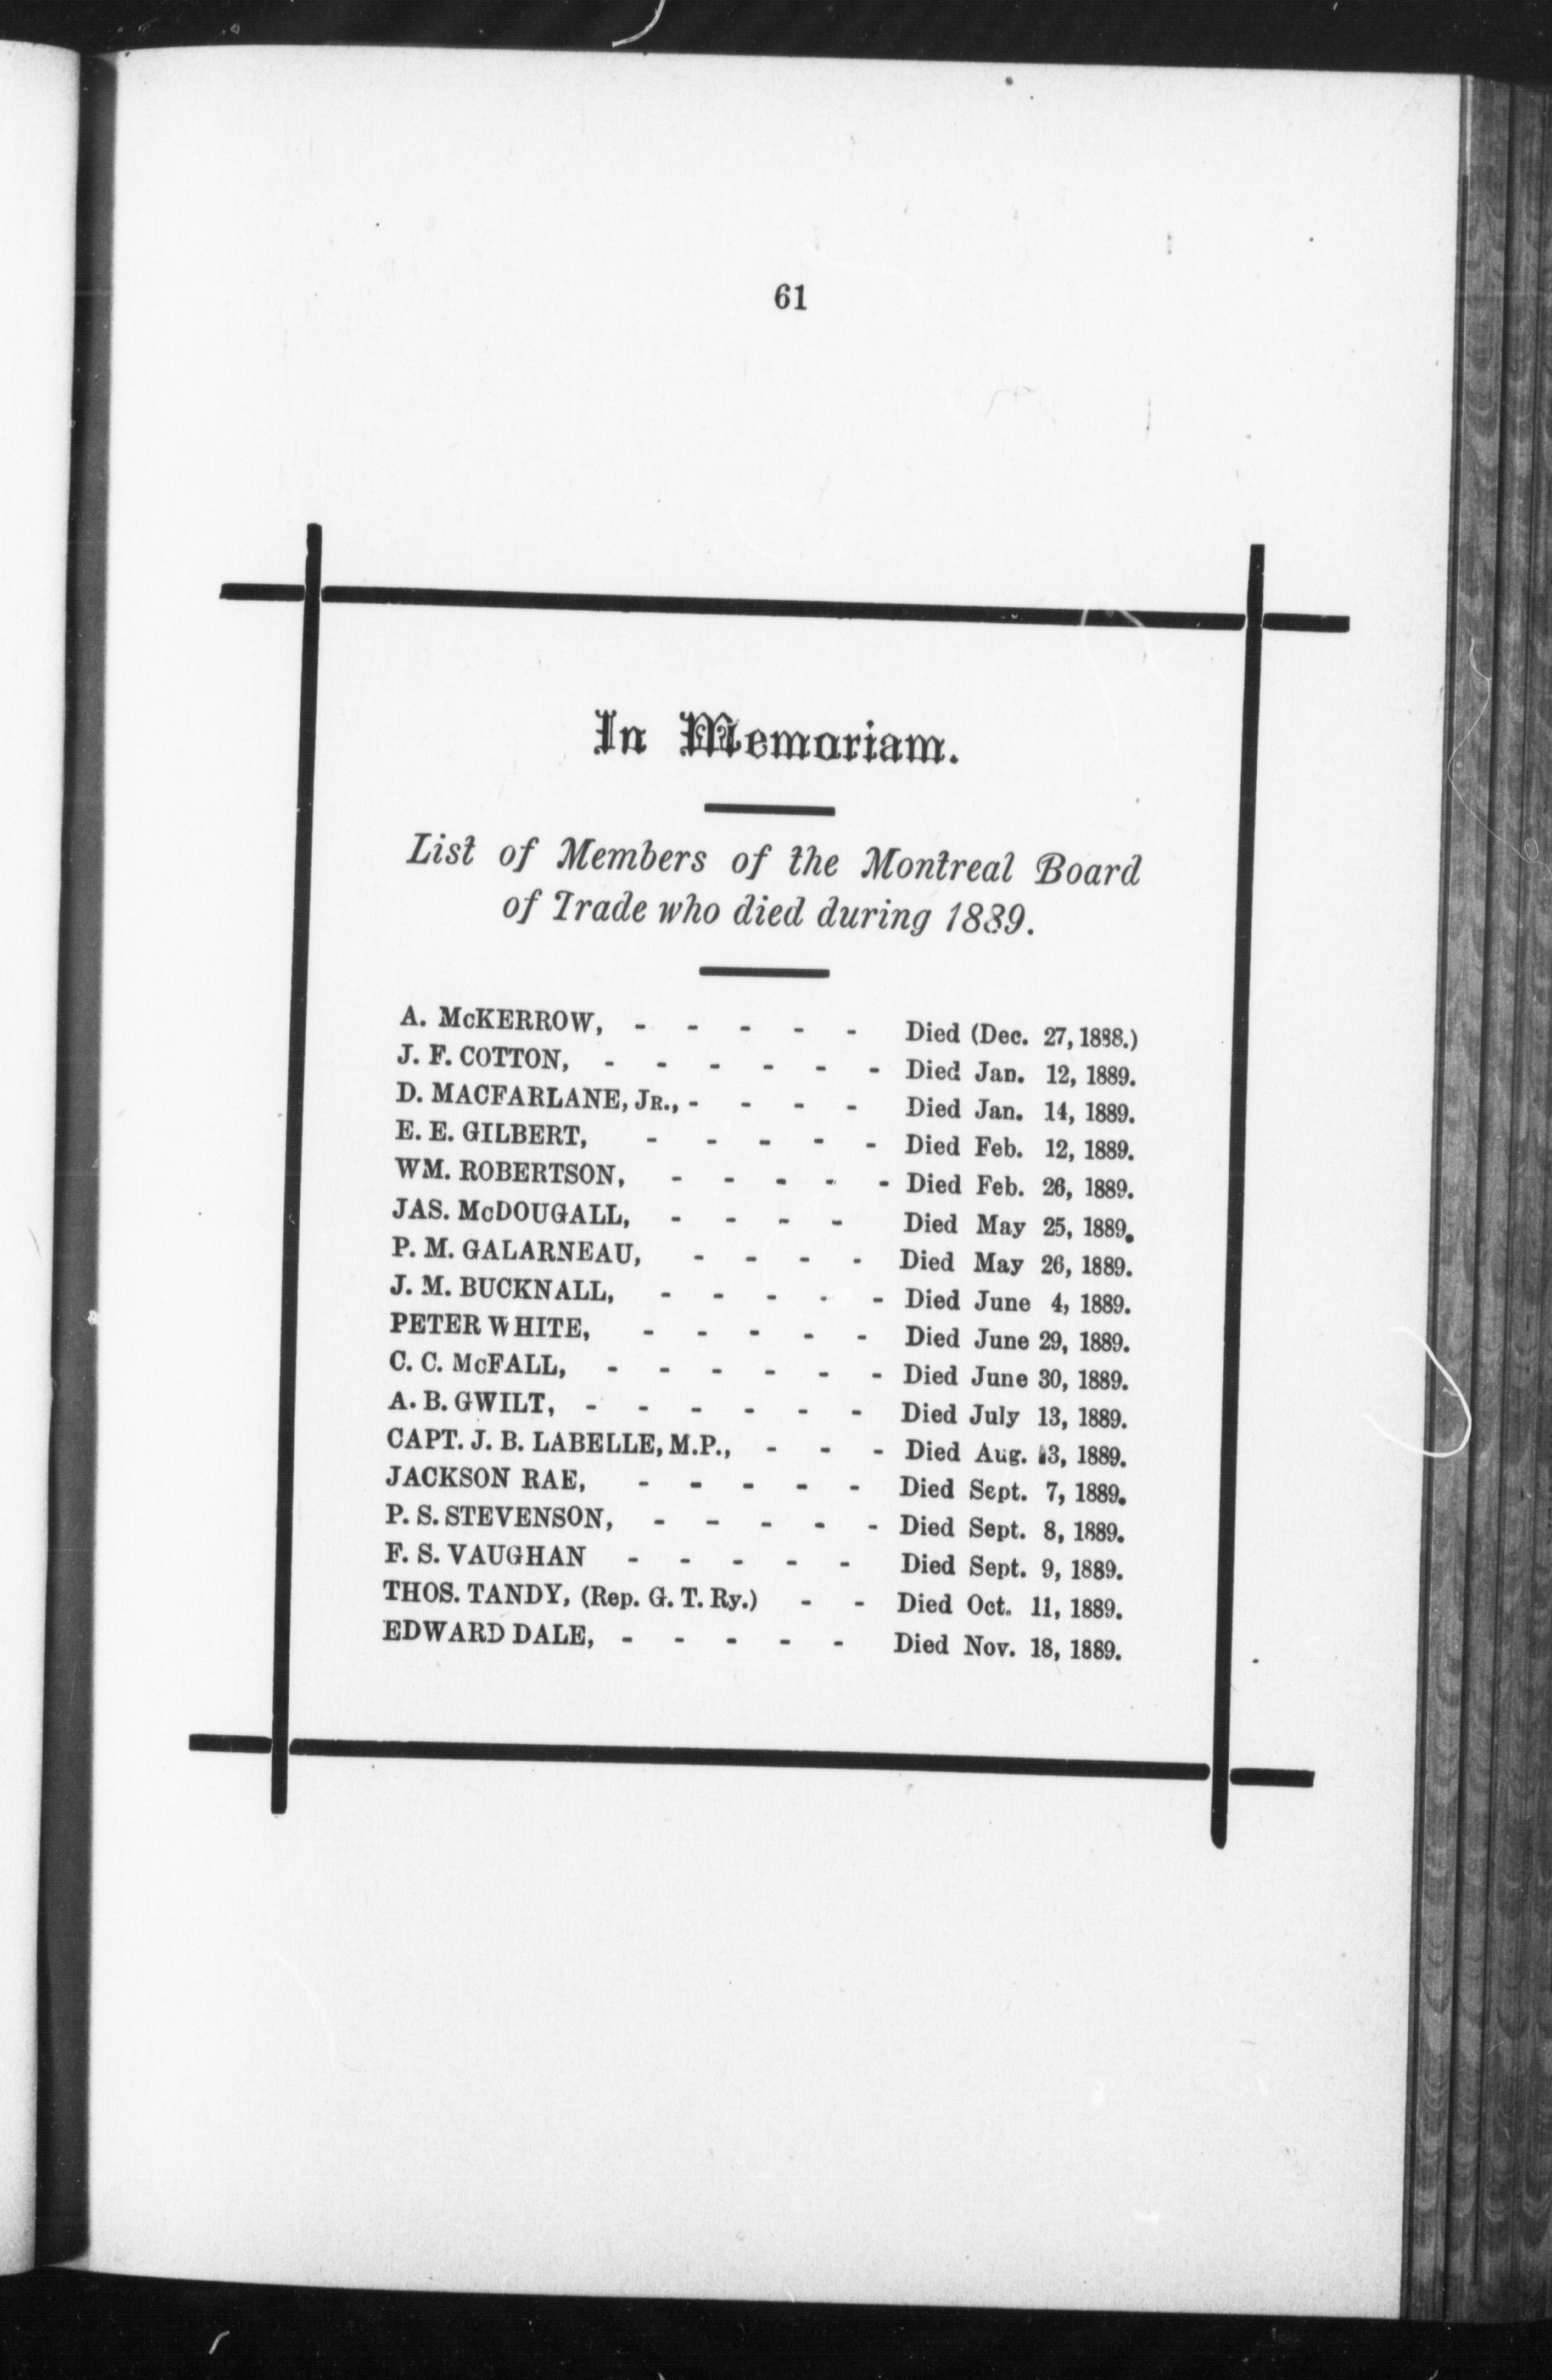 61
In Memoriam.
List of Members of the Montreal Board
of Trade who died during 1889.
A. McKERROW, - - - - - Died (Dec. 27, 1888.)
J. F. COTTON, - - - - - - Died Jan. 12, 1889.
D. MACFARLANE, JR., - - - - Died Jan. 14, 1889.
E. E. GILBERT, - - - - - Died Feb. 12, 1889.
WM. ROBERTSON, - - - - - Died Feb. 26, 1889.
JAS. McDOUGALL, - - - - Died May 25, 1889.
P. M. GALARNEAU, - - - - Died May 26, 1889.
J. M. BUCKNALL, - - - - - Died June 4, 1889.
PETER WHITE, - - - - - Died June 29, 1889.
C. C. McFALL, - - - - - - Died June 30, 1889.
A. B. GWILT, - - - - - - Died July 13, 1889.
CAPT. J. B. LABELLE, M.P., - - - Died Aug. 13, 1889.
JACKSON RAE, - - - - - Died Sept. 7, 1889.
P. S. STEVENSON, - - - - - Died Sept. 8, 1889.
F. S. VAUGHAN - - - - - Died Sept. 9, 1889.
THOS. TANDY, (Rep. G. T. Ry.) - - Died Oct. 11, 1889.
EDWARD DALE, - - - - - Died Nov. 18, 1889.